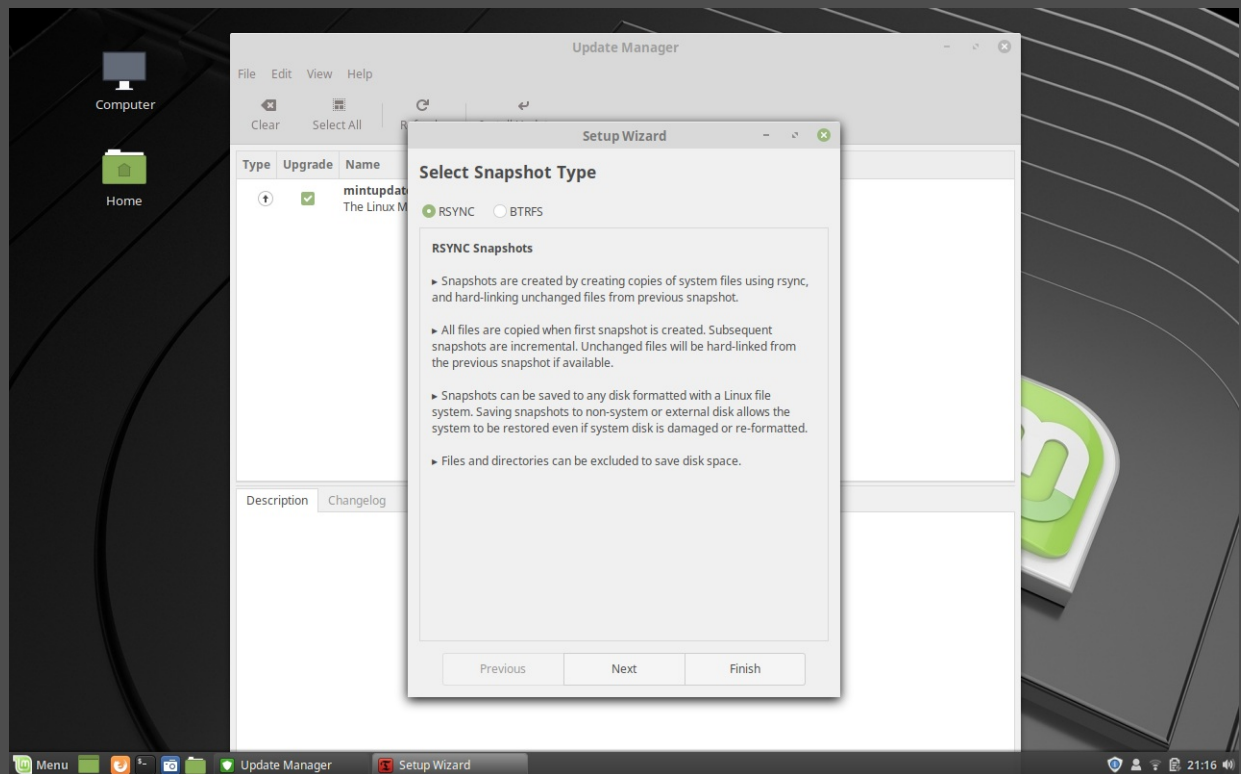 Computer
Home
Update Manager
File Edit View Help
Clear Select All
Type Upgrade Name
mintupdat
The Linux M
Description Changelog
Setup Wizard
Select Snapshot Type
RSYNC BTRFS
RSYNC Snapshots
▸ Snapshots are created by creating copies of system files using rsync,
and hard-linking unchanged files from previous snapshot.
▸ All files are copied when first snapshot is created. Subsequent
snapshots are incremental. Unchanged files will be hard-linked from
the previous snapshot if available.
▸ Snapshots can be saved to any disk formatted with a Linux file
system. Saving snapshots to non-system or external disk allows the
system to be restored even if system disk is damaged or re-formatted.
▸ Files and directories can be excluded to save disk space.
Previous Next Finish
Menu Update Manager Setup Wizard 21:16